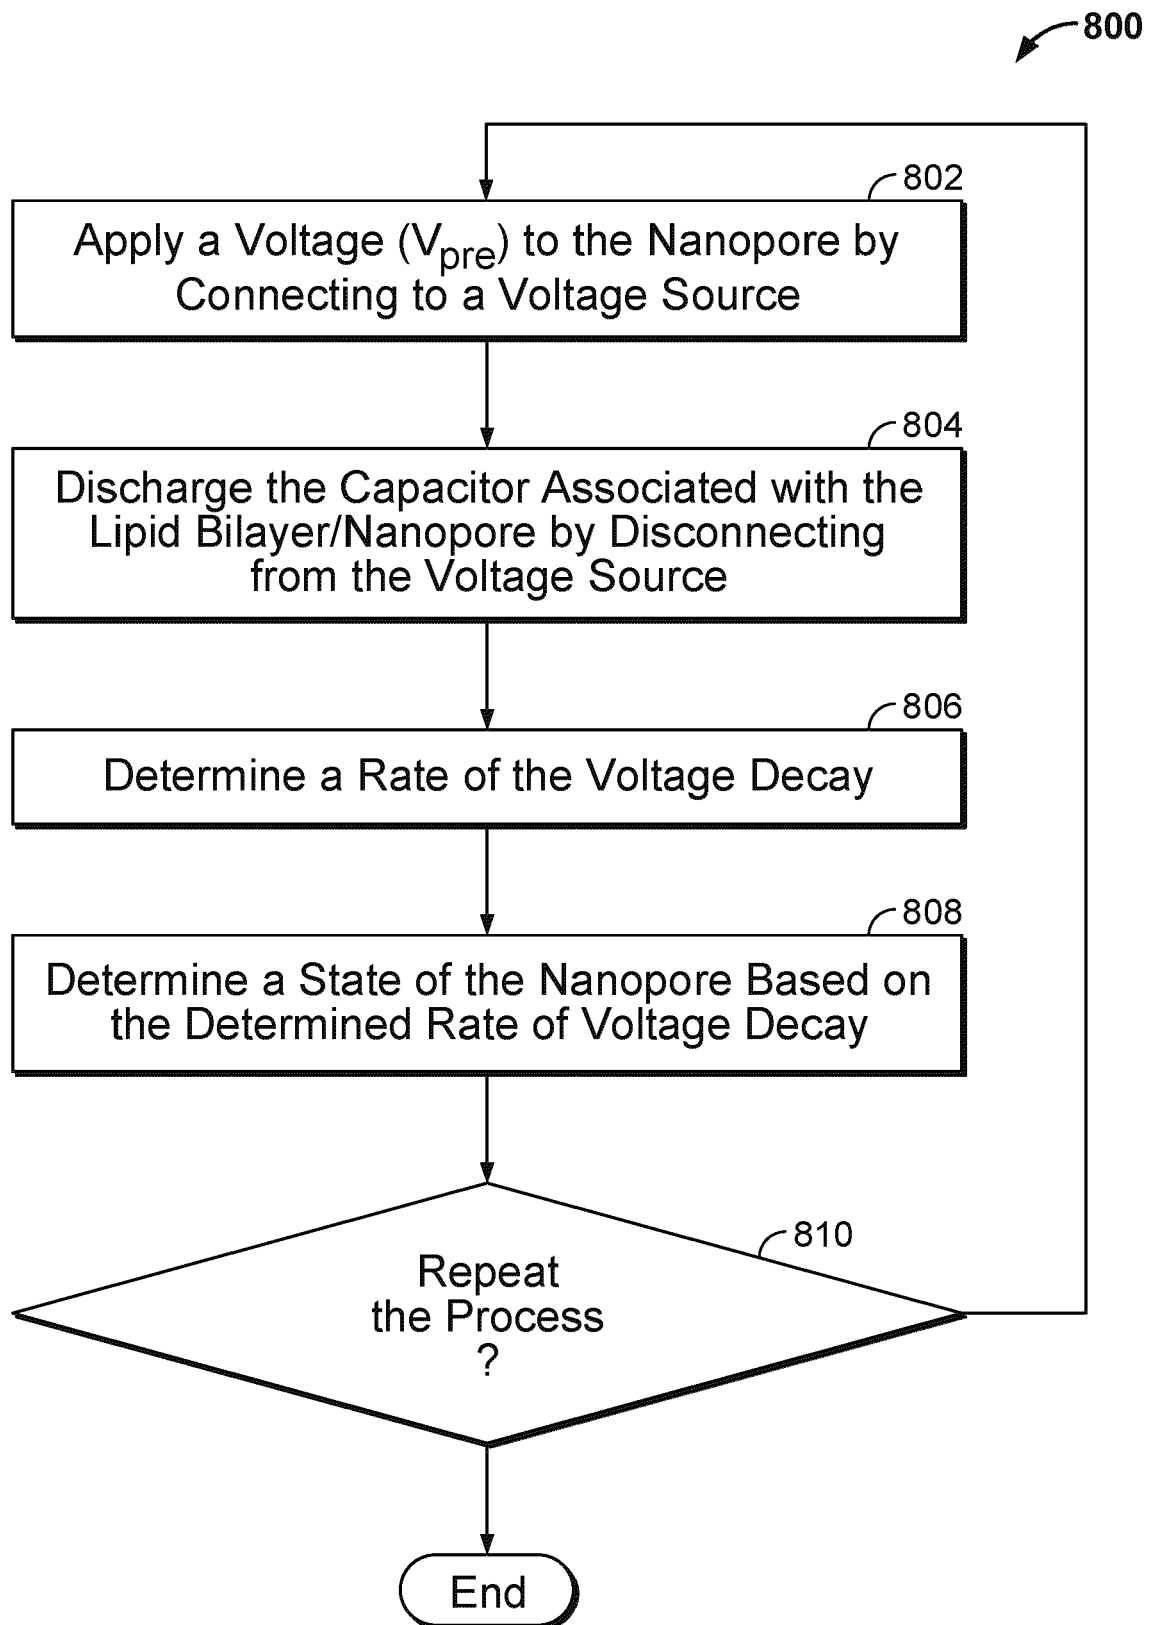 800
802
Apply a Voltage (Vpre) to the Nanopore by
Connecting to a Voltage Source
804
Discharge the Capacitor Associated with the
Lipid Bilayer/Nanopore by Disconnecting
from the Voltage Source
806
Determine a Rate of the Voltage Decay
808
Determine a State of the Nanopore Based on
the Determined Rate of Voltage Decay
810
Repeat
the Process
?
End